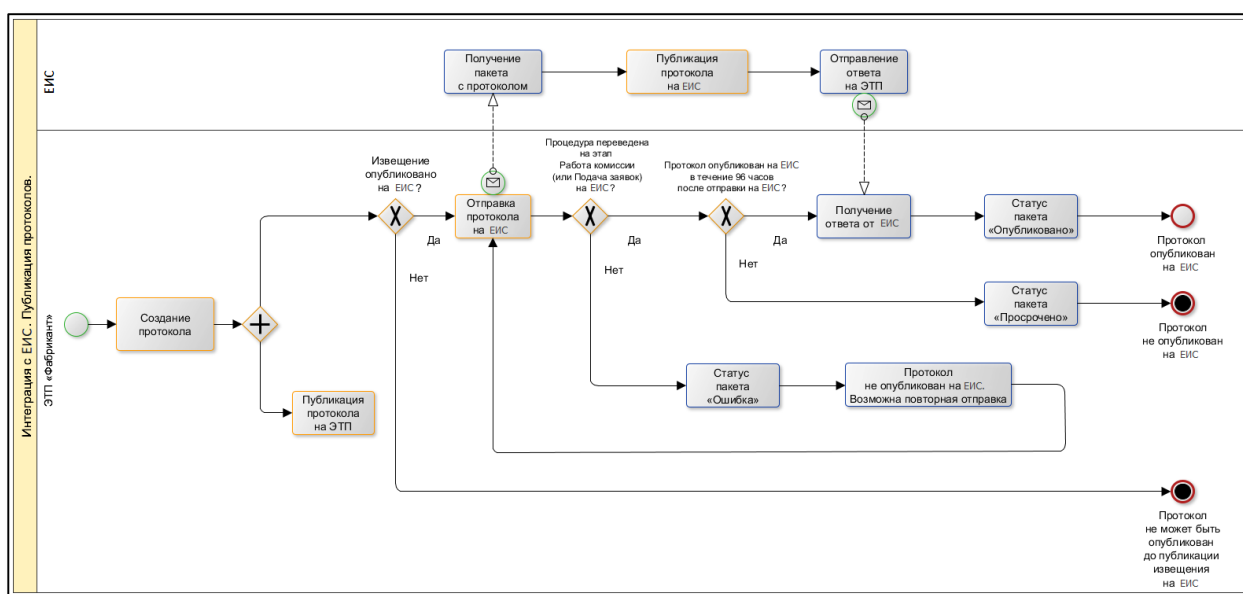 Интеграция с ЕИС. Публикация протоколов.
ЕИС
Получение
пакета
с протоколом
Публикация
протокола
на ЕИС
Отправление
ответа
на ЭТП
ЭТП «Фабрикант»
Извещение
опубликовано
на ЕИС?
Процедура переведена
на этап
Работа комиссии
(или Подача заявок)
на ЕИС?
Протокол опубликован на ЕИС
в течение 96 часов
после отправки на ЕИС?
Отправка
протокола
на ЕИС
Получение
ответа от ЕИС
Статус
пакета
«Опубликовано»
Да
Да
Да
Протокол
опубликован
на ЕИС
Нет
Нет
Нет
Создание
протокола
Статус
пакета
«Просрочено»
Протокол
не опубликован
на ЕИС
Статус
пакета
«Ошибка»
Протокол
не опубликован на ЕИС.
Возможна повторная отправка
Публикация
протокола
на ЭТП
Протокол
не может быть
опубликован
до публикации
извещения
на ЕИС